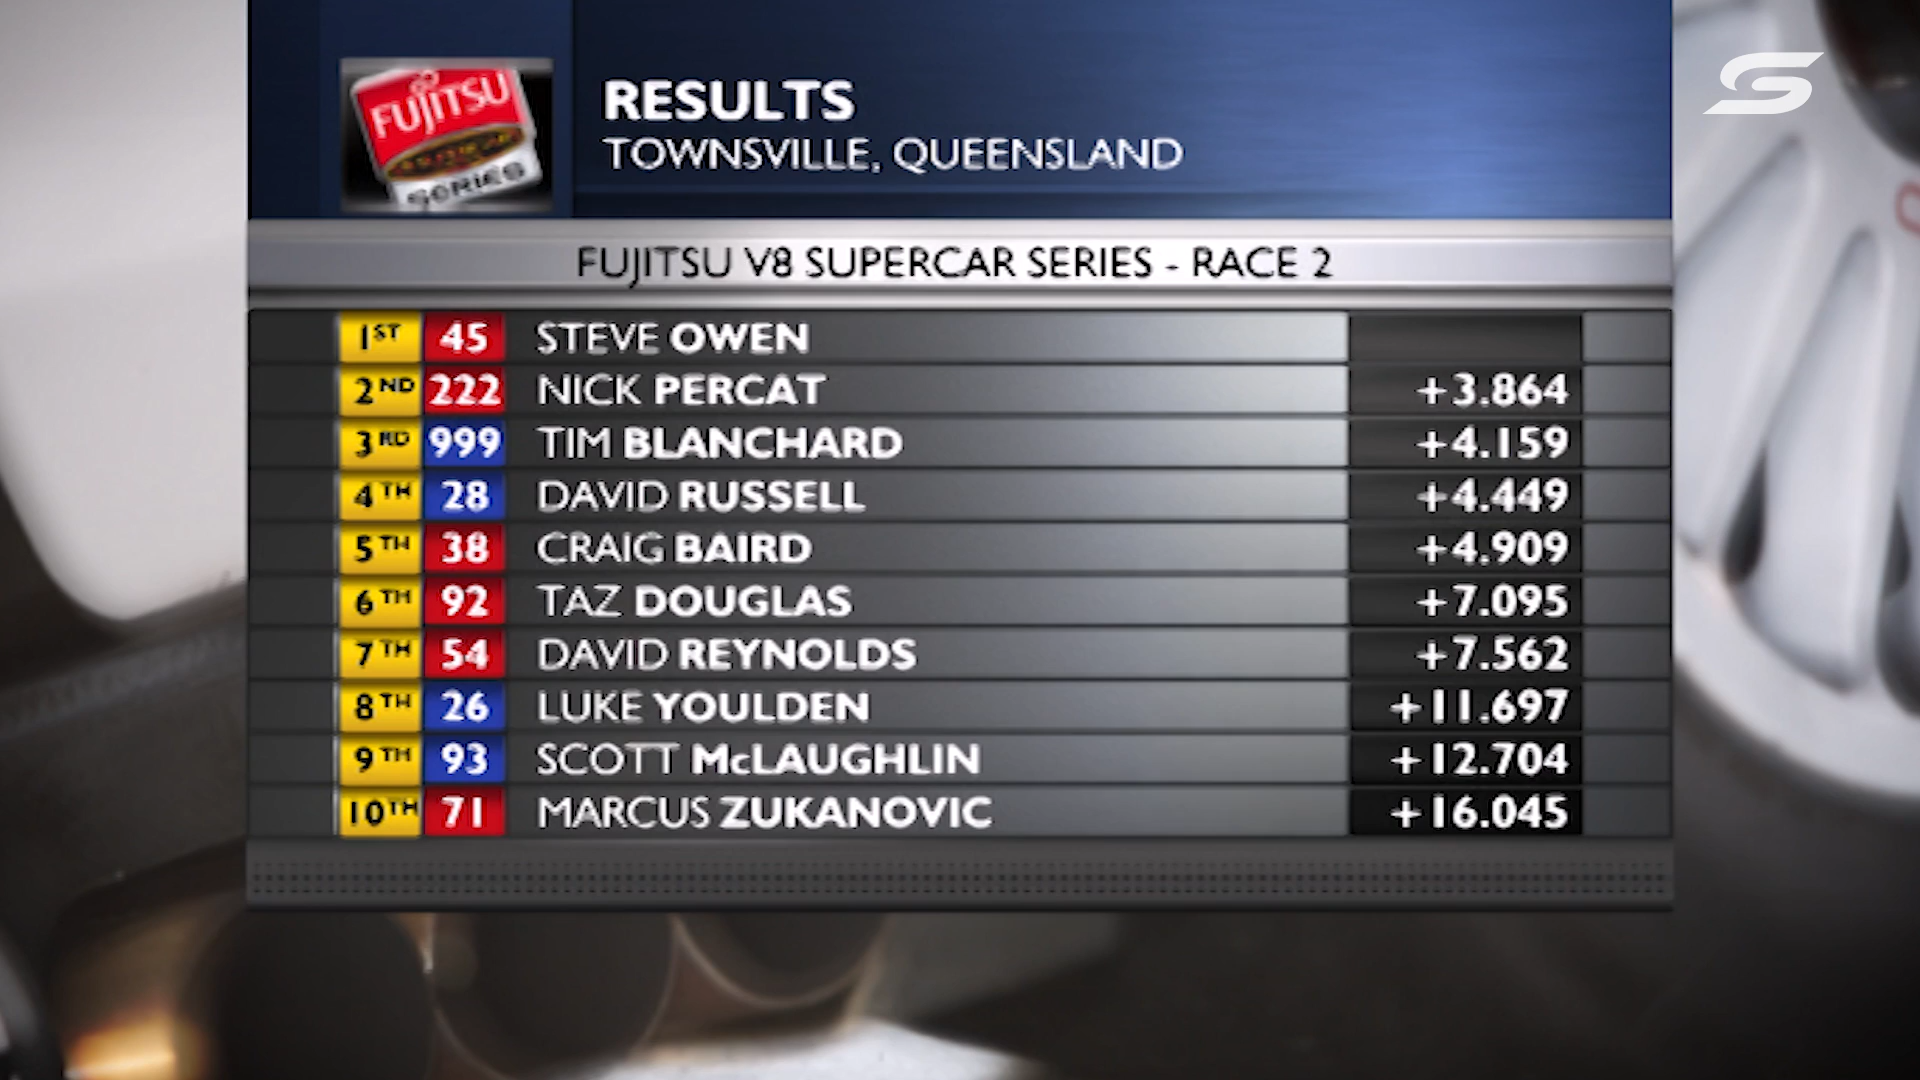 FUJITSU
SERIES
RESULTS
TOWNSVILLE, QUEENSLAND
FUJITSU V8 SUPERCAR SERIES - RACE 2
1ST 45 STEVE OWEN
2ND 222 NICK PERCAT +3.864
3RD 999 TIM BLANCHARD +4.159
4TH 28 DAVID RUSSELL +4.449
5TH 38 CRAIG BAIRD +4.909
6TH 92 TAZ DOUGLAS +7.095
7TH 54 DAVID REYNOLDS +7.562
8TH 26 LUKE YOULDEN +11.697
9TH 93 SCOTT McLAUGHLIN +12.704
10TH 71 MARCUS ZUKANOVIC +16.045